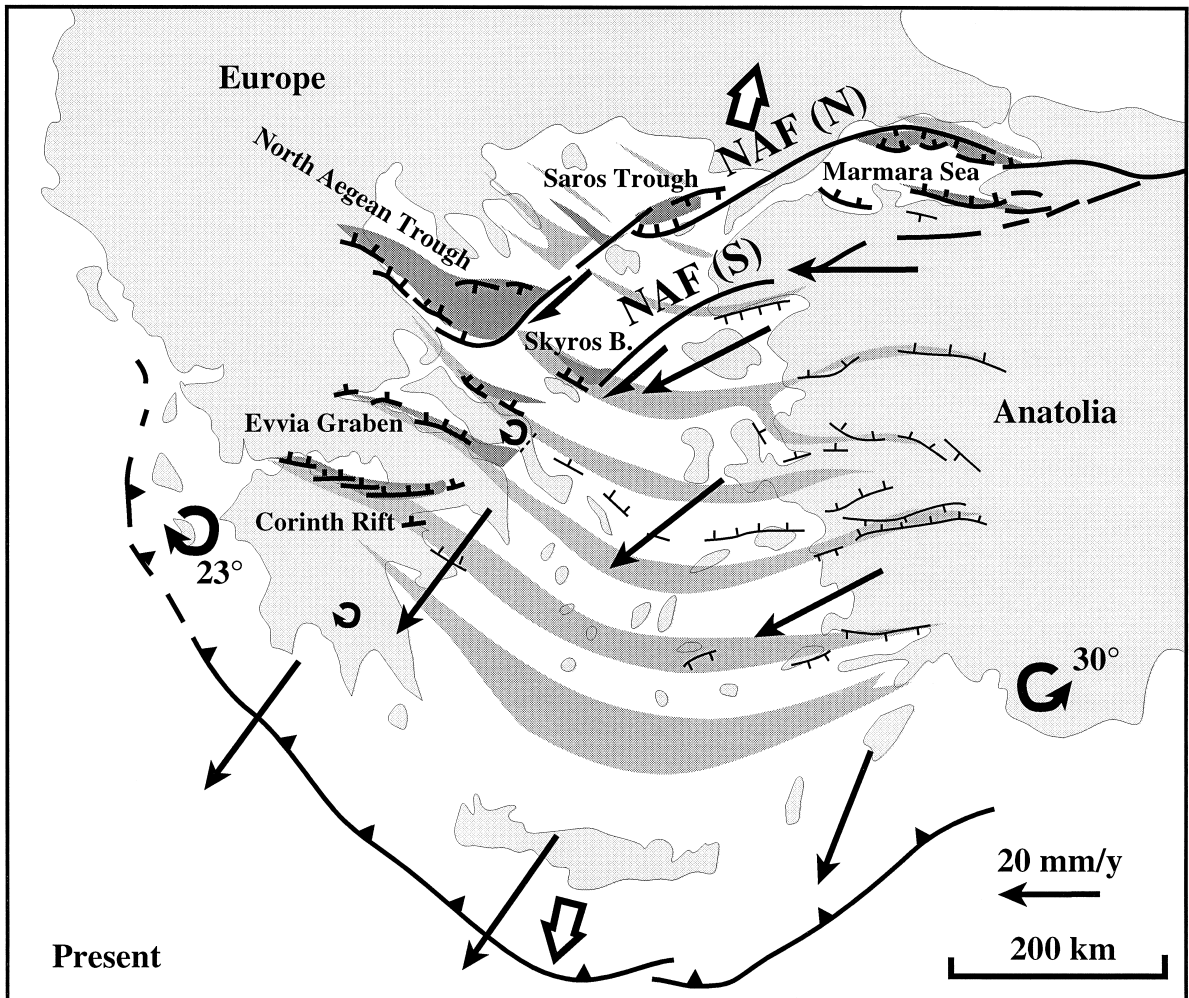 Europe
NAF (N)
North Aegean Trough
Saros Trough
Marmara Sea
NAF (S)
Skyros B.
Evvia Graben
Anatolia
Corinth Rift
23°
30°
20 mm/y
Present
200 km